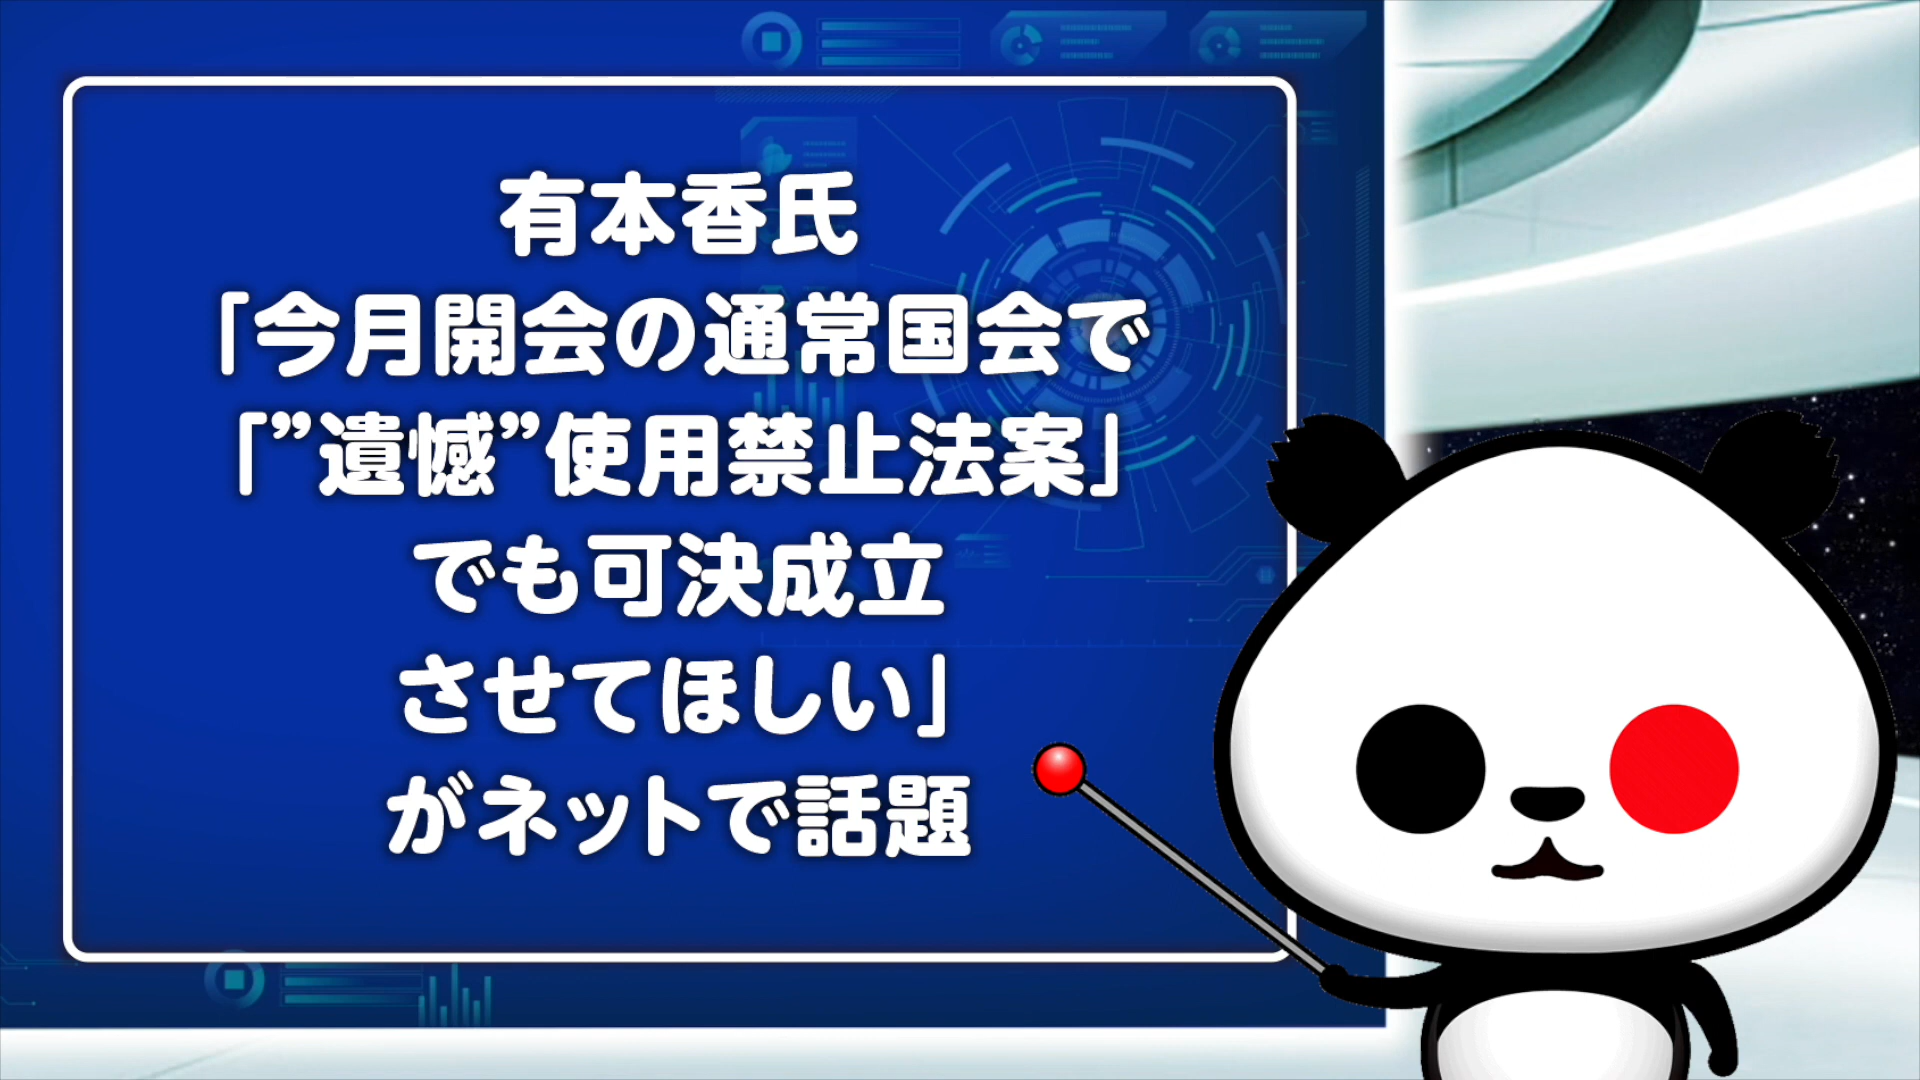 有本香氏
「今月開会の通常国会で
「”遺憾”使用禁止法案」
でも可決成立
させてほしい」
がネットで話題